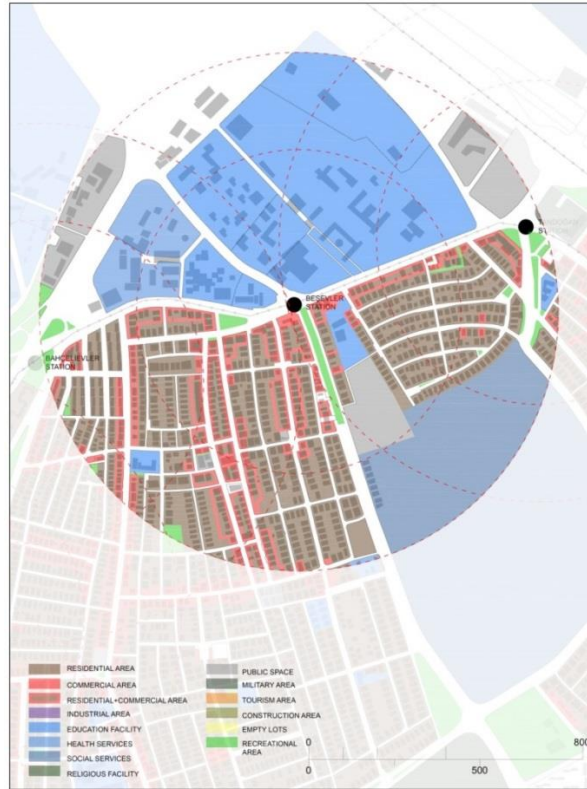 BESEVLER
STATION
BAHCELIEVLER
STATION
RESIDENTIAL AREA
COMMERCIAL AREA
RESIDENTIAL+COMMERCIAL AREA
INDUSTRIAL AREA
EDUCATION FACILITY
HEALTH SERVICES
SOCIAL SERVICES
RELIGIOUS FACILITY
PUBLIC SPACE
MILITARY AREA
TOURISM AREA
CONSTRUCTION AREA
EMPTY LOTS
RECREATIONAL
AREA
0 800
0 500